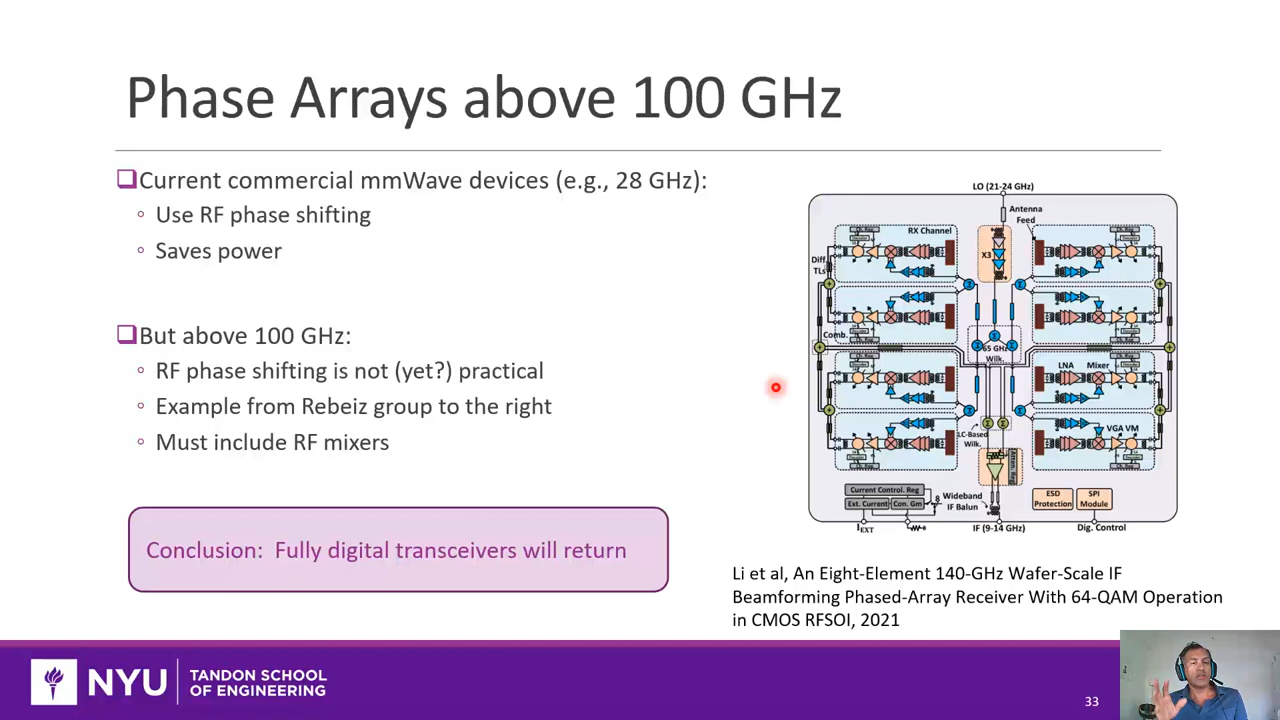 Phase Arrays above 100 GHz
Current commercial mmWave devices (e.g., 28 GHz):
Use RF phase shifting
Saves power
But above 100 GHz:
RF phase shifting is not (yet?) practical
Example from Rebeiz group to the right
Must include RF mixers
Conclusion: Fully digital transceivers will return
LO (21-24 GHz)
Antenna
Feed
RX Channel
X3
Diff.
TLs
Comb
65 GHz
Wilk.
LNA
Mixer
LC-Based
Wilk.
VGA VM
Current Control. Reg
Ext. Current
Con. Gm
8
Wideband
IF Balun
ESD
Protection
SPI
Module
IEXT
IF (9-14 GHz)
Dig. Control
Li et al, An Eight-Element 140-GHz Wafer-Scale IF
Beamforming Phased-Array Receiver With 64-QAM Operation
in CMOS RFSOI, 2021
NYU
TANDON SCHOOL
OF ENGINEERING
33